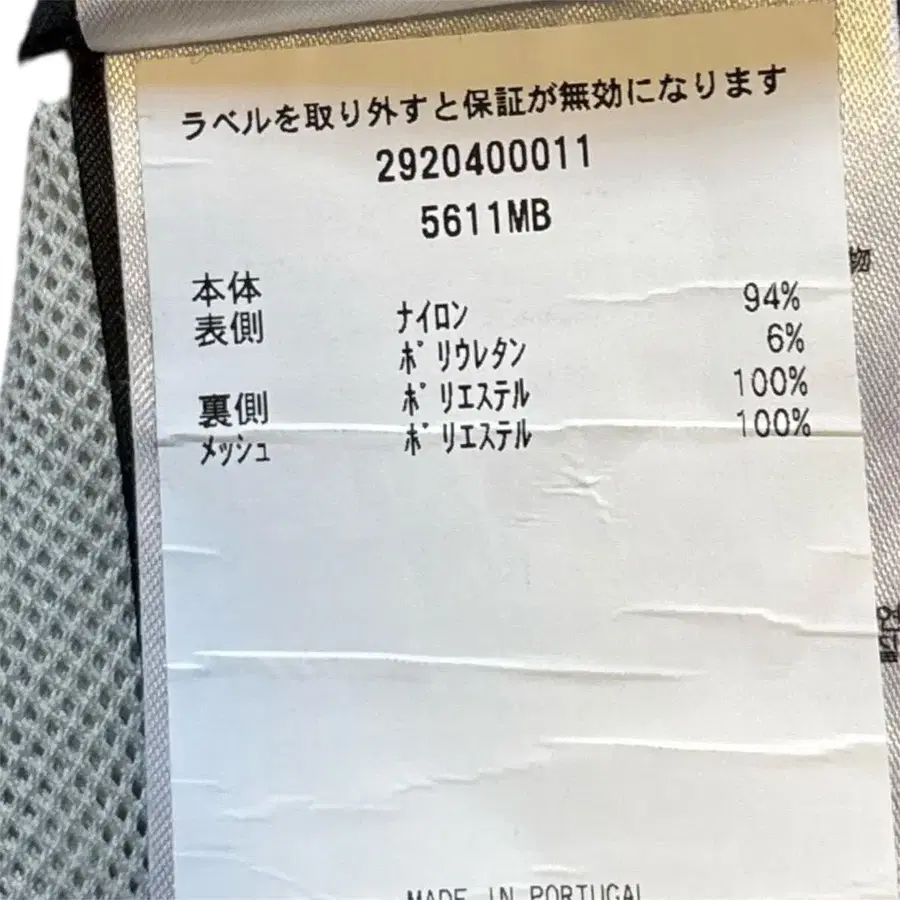 ラベルを取り外すと保証が無効になります
2920400011
5611MB
本体
表側 ナイロン 94%
ポリウレタン 6%
裏側 ポリエステル 100%
メッシュ ポリエステル 100%
MADE IN PORTUGAL